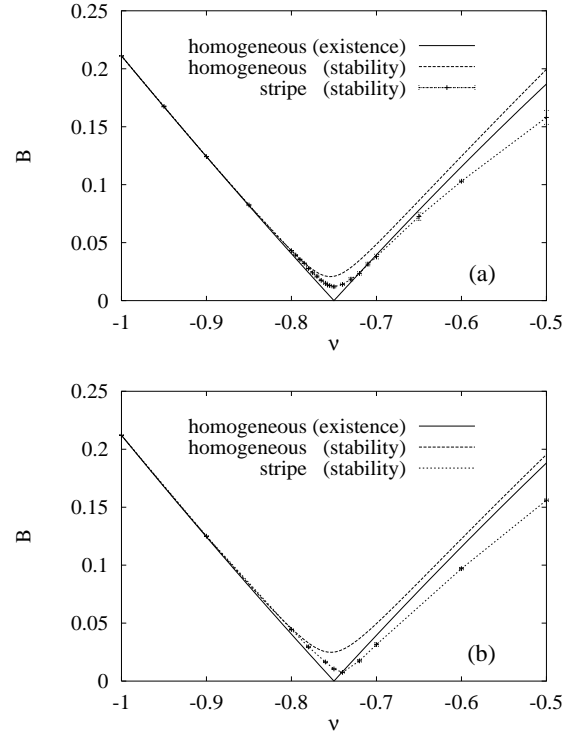 0.25
homogeneous (existence)
homogeneous (stability)
stripe (stability)
0.2
0.15
B
0.1
0.05
(a)
0
-1 -0.9 -0.8 -0.7 -0.6 -0.5
ν
0.25
homogeneous (existence)
homogeneous (stability)
stripe (stability)
0.2
0.15
B
0.1
0.05
(b)
0
-1 -0.9 -0.8 -0.7 -0.6 -0.5
ν